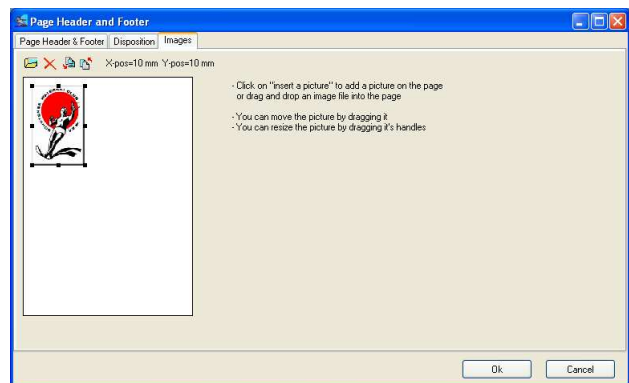 Page Header and Footer
Page Header & Footer Disposition Images
X-pos=10 mm Y-pos=10 mm
- Click on "insert a picture" to add a picture on the page
or drag and drop an image file into the page
- You can move the picture by dragging it
- You can resize the picture by dragging it's handles
Ok Cancel